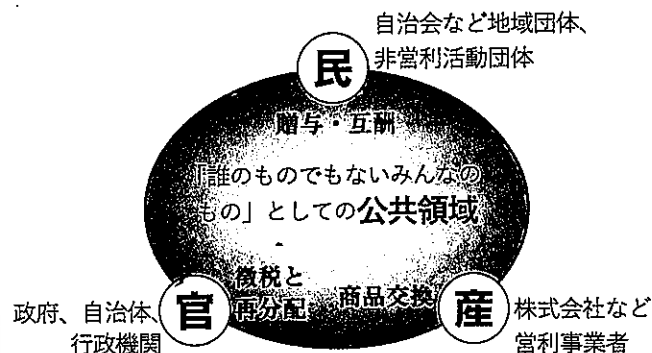 自治会など地域団体、
非営利活動団体
民
贈与・互酬
「誰のものでもないみんなの
もの」としての公共領域
徴税と
再分配
商品交換
官
政府、自治体、
行政機関
産
株式会社など
営利事業者